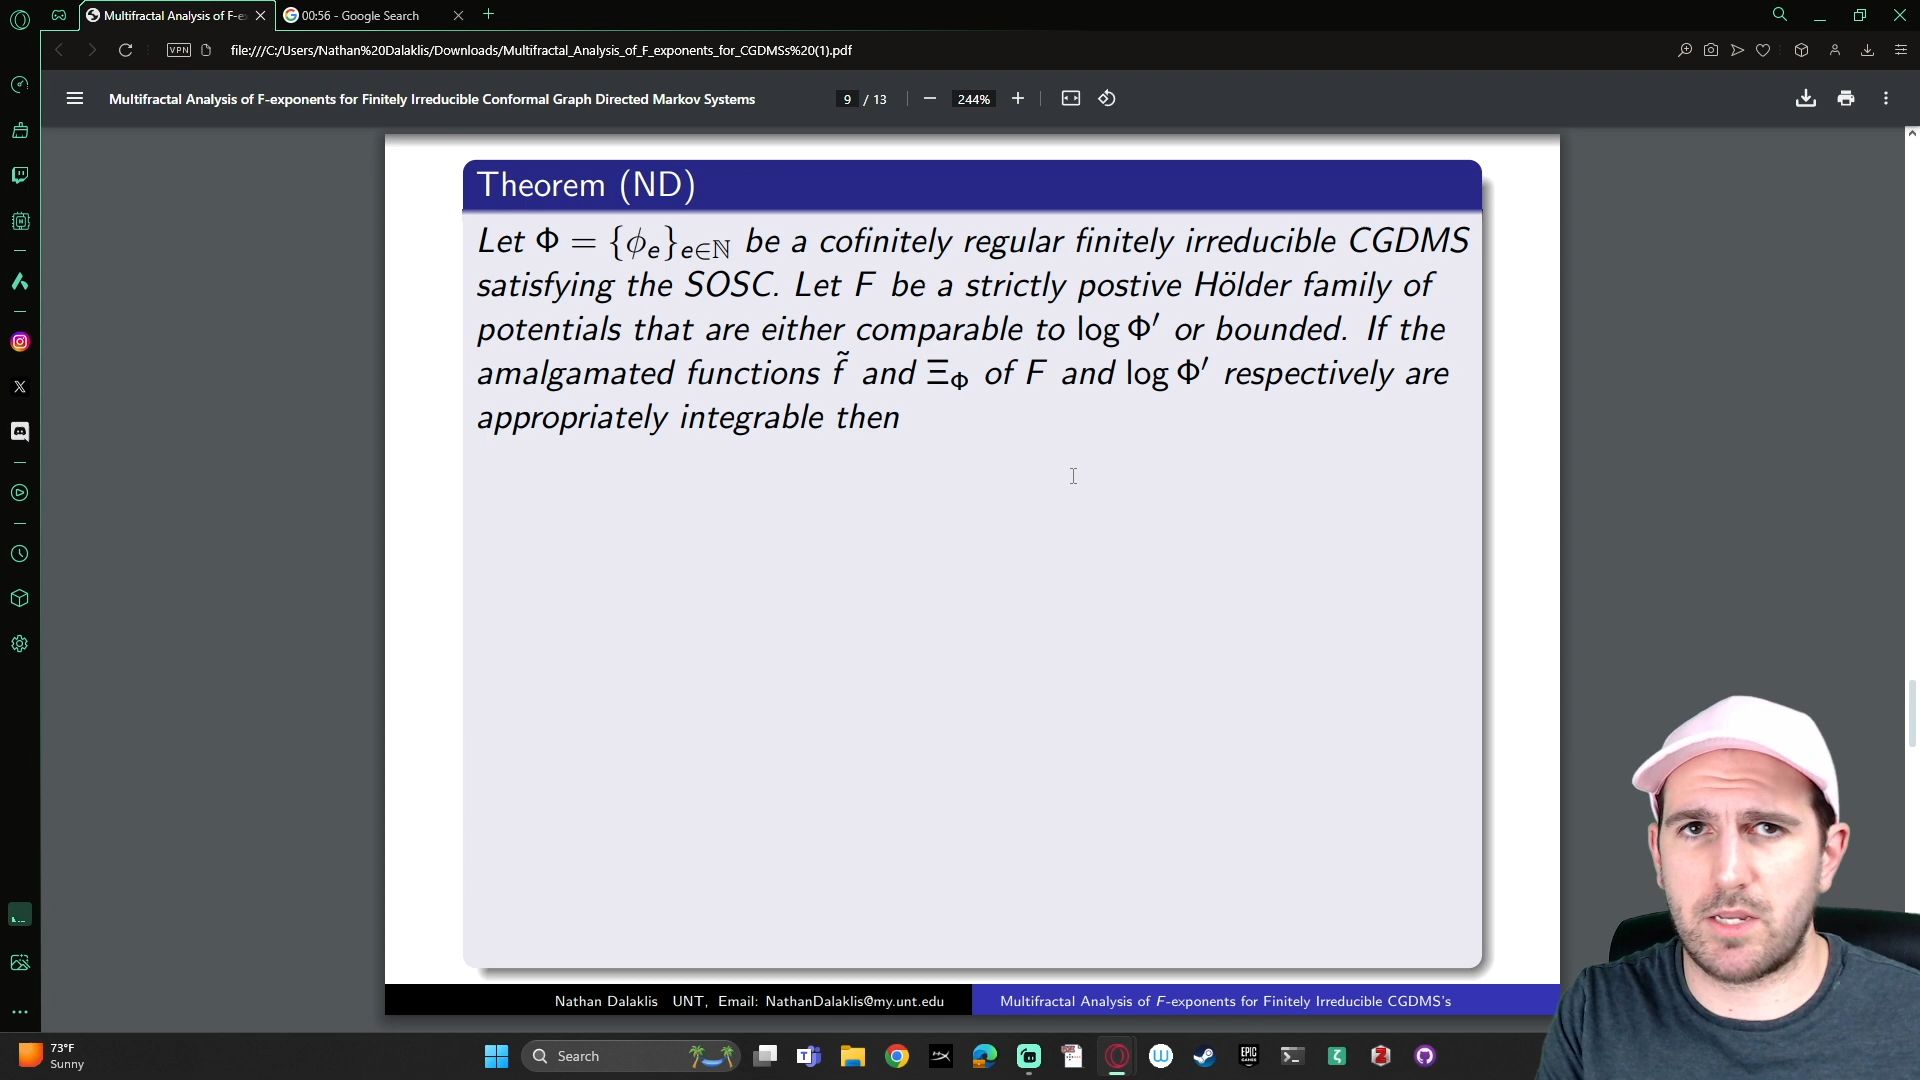 Multifractal Analysis of F-e
00:56 - Google Search
VPN
file:///C:/Users/Nathan%20Dalaklis/Downloads/Multifractal_Analysis_of_F_exponents_for_CGDMSs%20(1).pdf
Multifractal Analysis of F-exponents for Finitely Irreducible Conformal Graph Directed Markov Systems
9 / 13
244%
Theorem (ND)
Let Φ = {ϕₑ}ₑ∈ℕ be a cofinitely regular finitely irreducible CGDMS
satisfying the SOSC. Let F be a strictly postive Hölder family of
potentials that are either comparable to log Φ′ or bounded. If the
amalgamated functions f̃ and Ξ_Φ of F and log Φ′ respectively are
appropriately integrable then
Nathan Dalaklis UNT, Email: NathanDalaklis@my.unt.edu
Multifractal Analysis of F-exponents for Finitely Irreducible CGDMS's
73°F
Sunny
Search
EPIC
GAMES